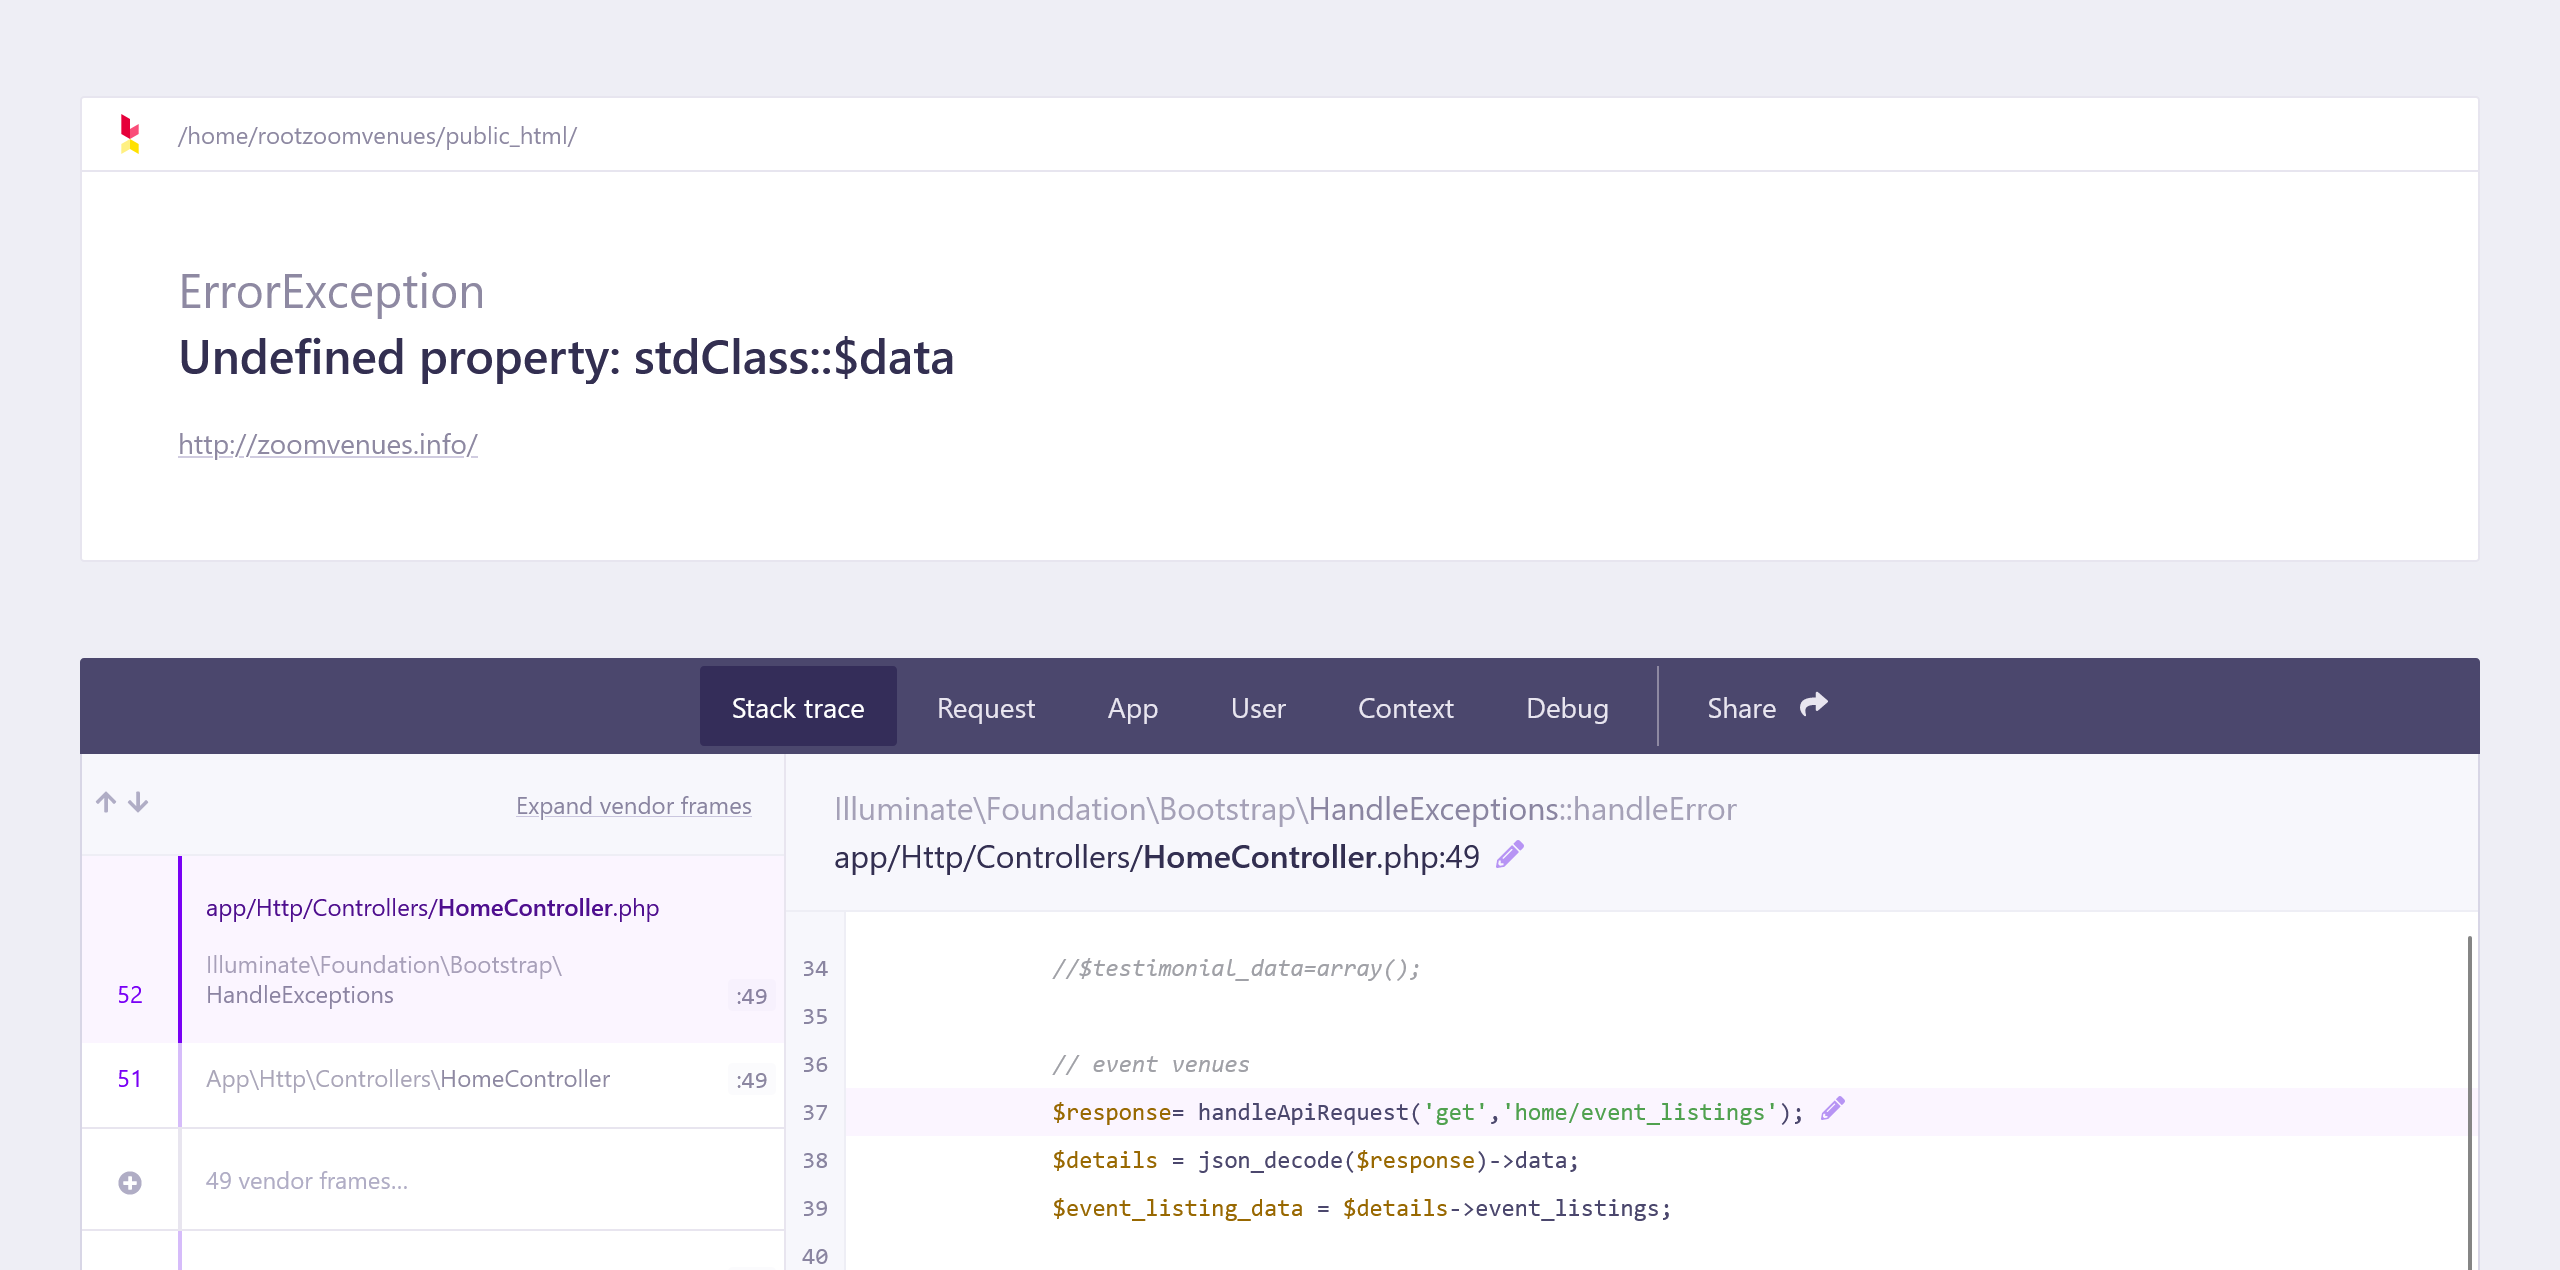 /home/rootzoomvenues/public_html/
ErrorException
Undefined property: stdClass::$data
http://zoomvenues.info/
Stack trace Request App User Context Debug Share
Expand vendor frames
app/Http/Controllers/HomeController.php
Illuminate\Foundation\Bootstrap\
52 HandleExceptions :49
51 App\Http\Controllers\HomeController :49
49 vendor frames…
Illuminate\Foundation\Bootstrap\HandleExceptions::handleError
app/Http/Controllers/HomeController.php:49
34 //$testimonial_data=array();
35
36 // event venues
37 $response= handleApiRequest('get','home/event_listings');
38 $details = json_decode($response)->data;
39 $event_listing_data = $details->event_listings;
40